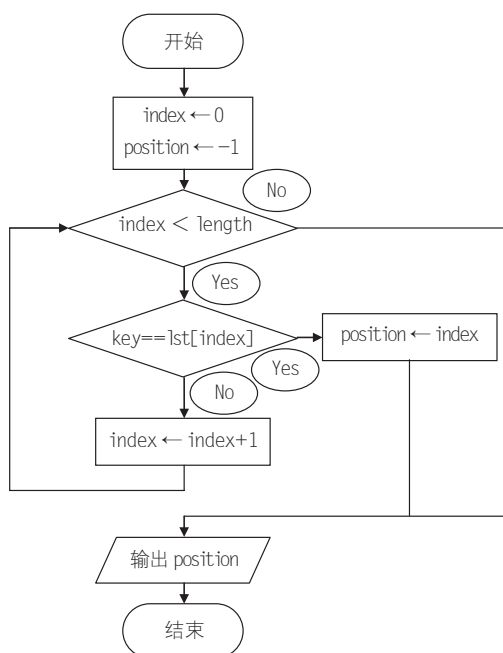 开始
index ← 0
position ← -1
No
index < length
Yes
key==lst[index]
position ← index
Yes
No
index ← index+1
输出 position
结束